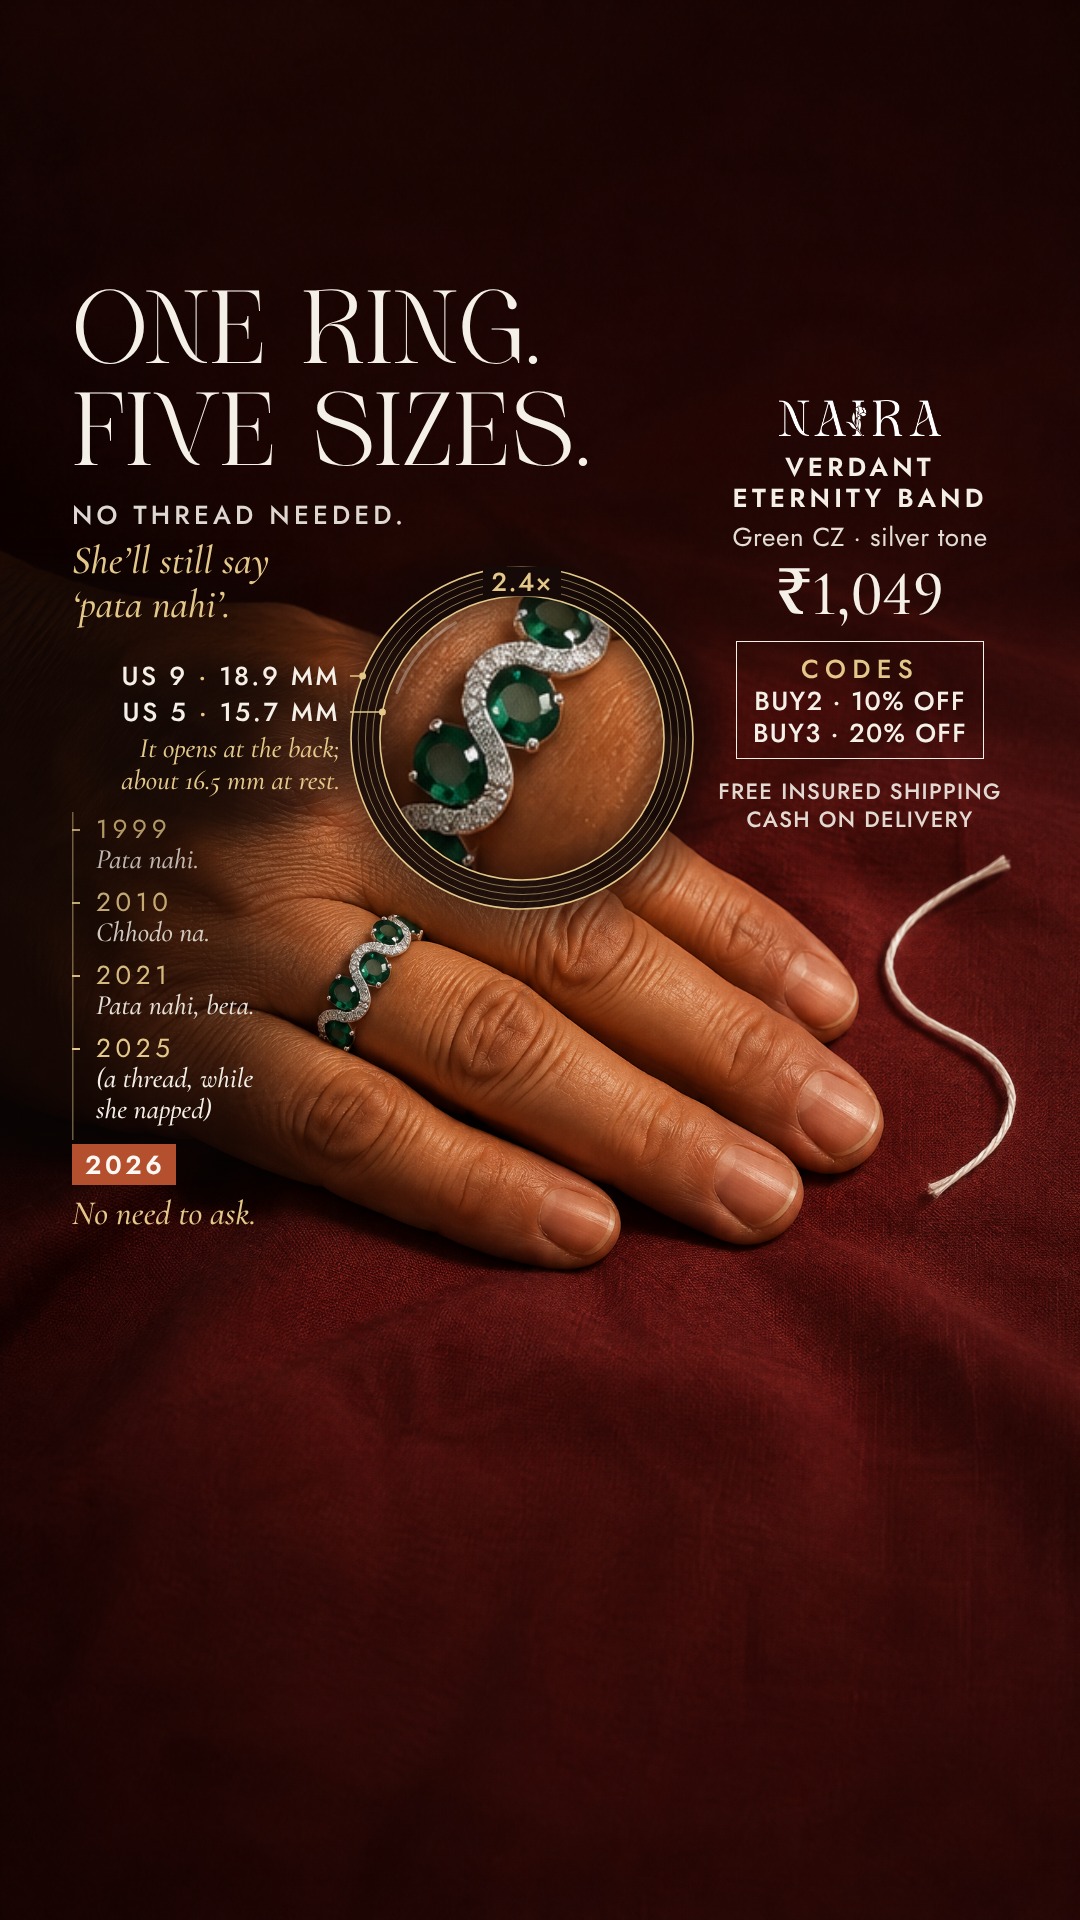 ONE RING.
FIVE SIZES.
NO THREAD NEEDED.
She’ll still say
‘pata nahi’.
NAIRA
VERDANT
ETERNITY BAND
Green CZ · silver tone
₹1,049
CODES
BUY2 · 10% OFF
BUY3 · 20% OFF
FREE INSURED SHIPPING
CASH ON DELIVERY
2.4×
US 9 · 18.9 MM
US 5 · 15.7 MM
It opens at the back;
about 16.5 mm at rest.
1999
Pata nahi.
2010
Chhodo na.
2021
Pata nahi, beta.
2025
(a thread, while
she napped)
2026
No need to ask.